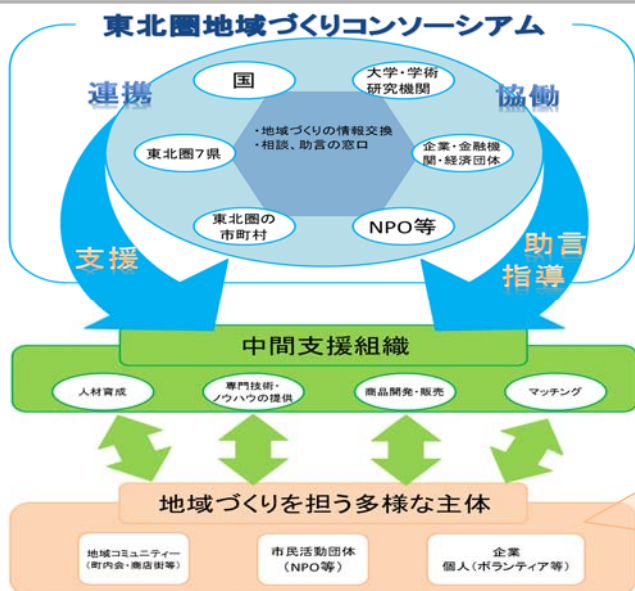 東北圏地域づくりコンソーシアム
連携
協働
国
大学・学術
研究機関
・地域づくりの情報交換
・相談、助言の窓口
東北圏7県
企業・金融機
関・経済団体
東北圏の
市町村
NPO等
支援
助言
指導
中間支援組織
人材育成
専門技術・
ノウハウの提供
商品開発・販売
マッチング
地域づくりを担う多様な主体
地域コミュニティー
(町内会・商店街等)
市民活動団体
(NPO等)
企業
個人(ボランティア等)